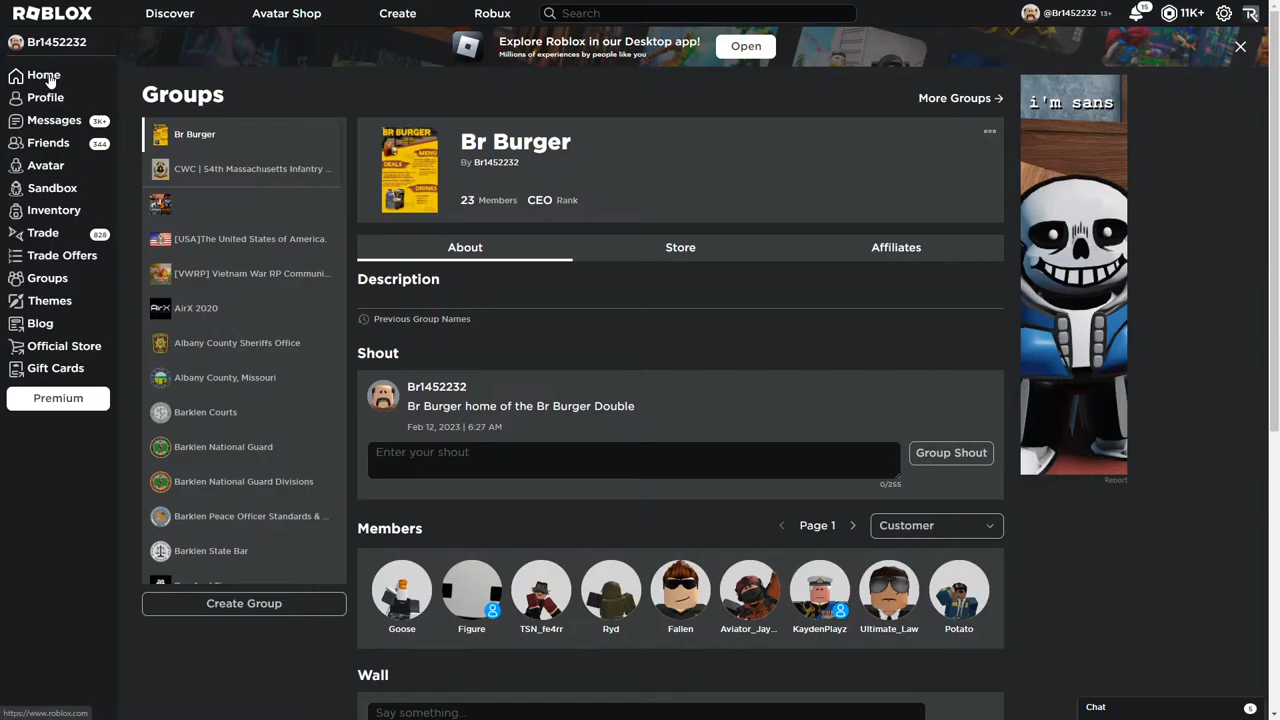 ROBLOX
Discover
Avatar Shop
Create
Robux
Search
@Br1452232 13+
15
11K+
Br1452232
Explore Roblox in our Desktop app!
Millions of experiences by people like you
Open
Home
Profile
Messages 3K+
Friends 344
Avatar
Sandbox
Inventory
Trade 828
Trade Offers
Groups
Themes
Blog
Official Store
Gift Cards
Premium
Groups
More Groups →
Br Burger
CWC | 54th Massachusetts Infantry ...
[USA]The United States of America.
[VWRP] Vietnam War RP Communi...
AirX 2020
Albany County Sheriffs Office
Albany County, Missouri
Barklen Courts
Barklen National Guard
Barklen National Guard Divisions
Barklen Peace Officer Standards & ...
Barklen State Bar
Create Group
BR BURGER
MENU
DEALS
DRINKS
Br Burger
By Br1452232
23 Members CEO Rank
About
Store
Affiliates
Description
Previous Group Names
Shout
Br1452232
Br Burger home of the Br Burger Double
Feb 12, 2023 | 6:27 AM
Enter your shout
Group Shout
0/255
Members
Page 1
Customer
Goose
Figure
TSN_fe4rr
Ryd
Fallen
Aviator_Jay...
KaydenPlayz
Ultimate_Law
Potato
Wall
Say something...
i'm sans
Report
Chat 5
https://www.roblox.com